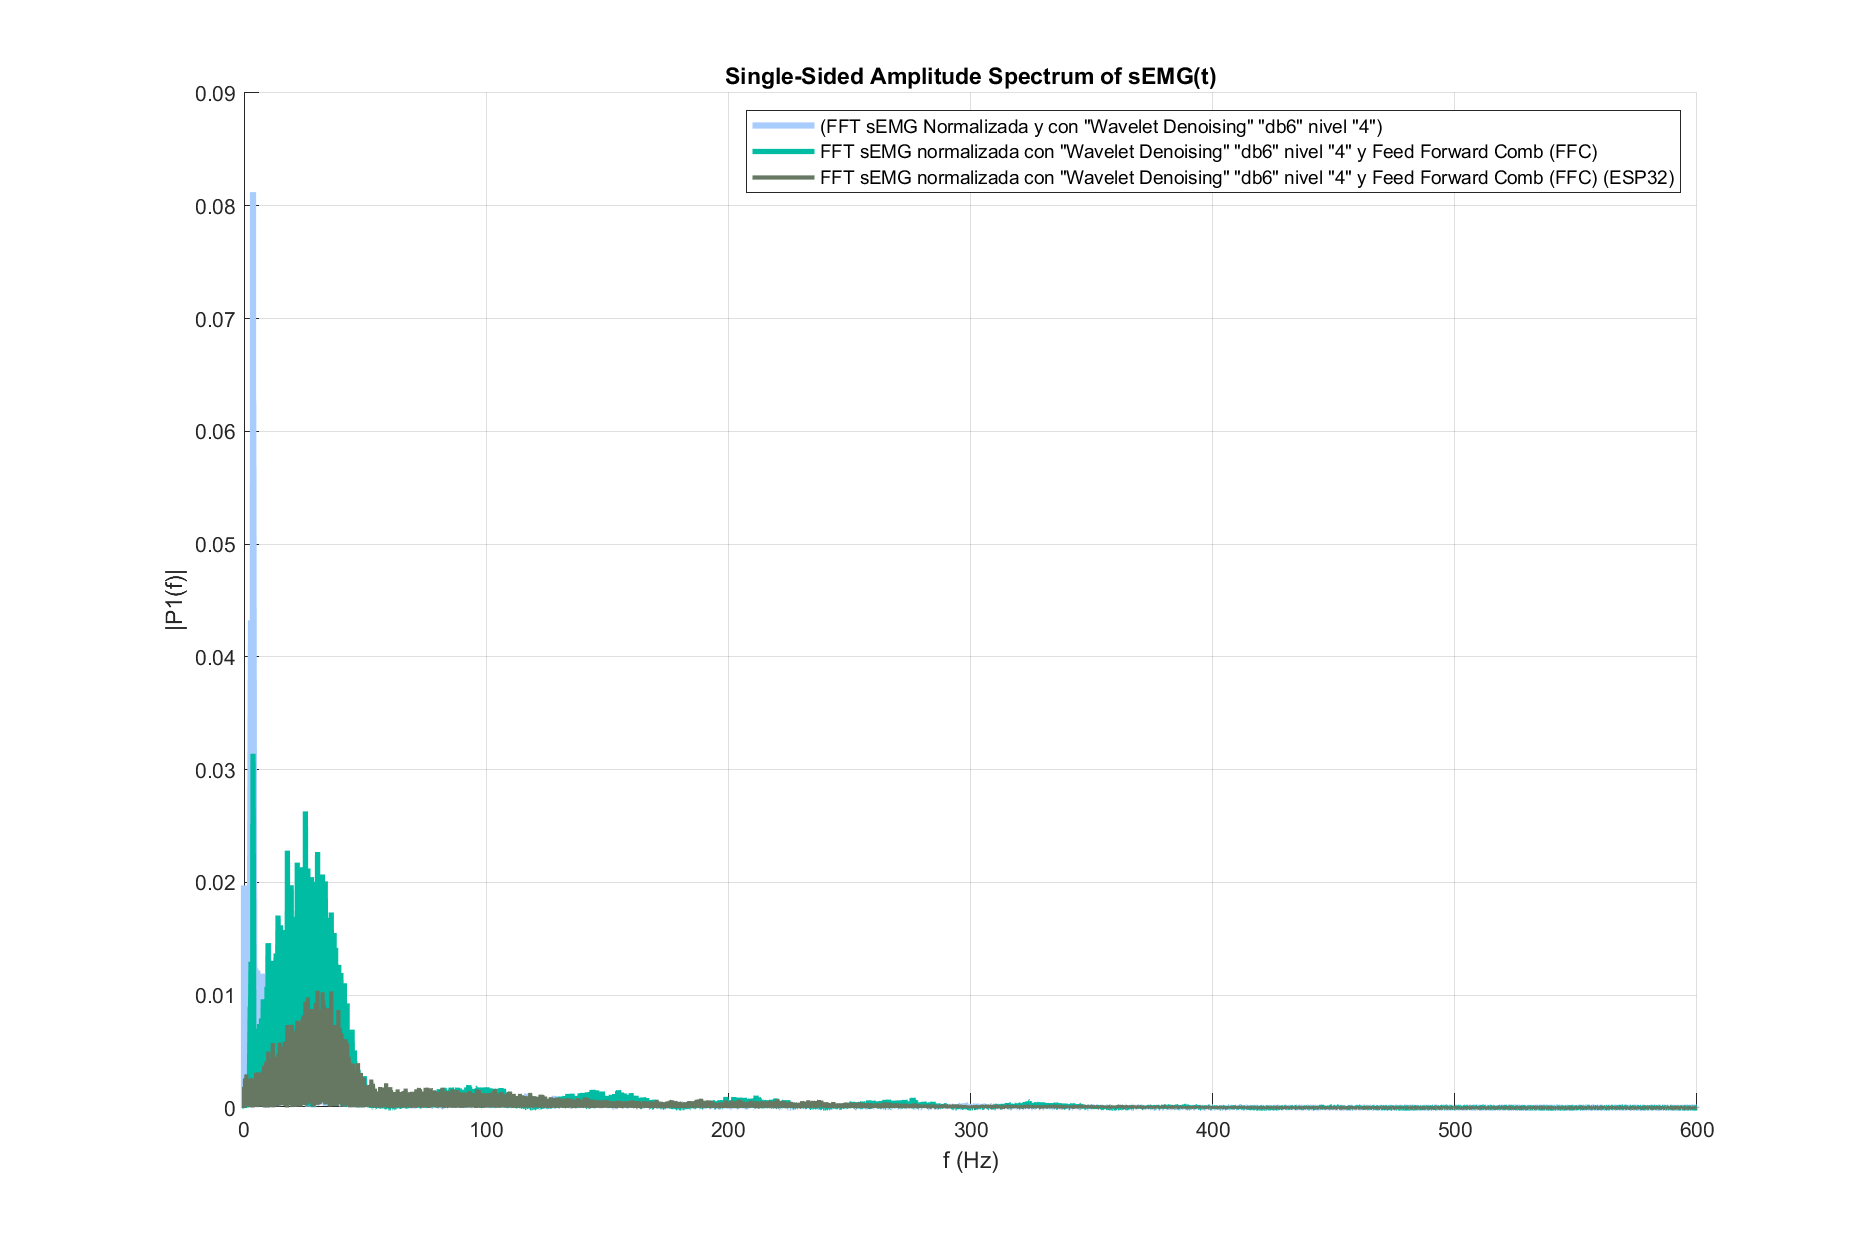 Single-Sided Amplitude Spectrum of sEMG(t)
(FFT sEMG Normalizada y con "Wavelet Denoising" "db6" nivel "4")
FFT sEMG normalizada con "Wavelet Denoising" "db6" nivel "4" y Feed Forward Comb (FFC)
FFT sEMG normalizada con "Wavelet Denoising" "db6" nivel "4" y Feed Forward Comb (FFC) (ESP32)
0.09
0.08
0.07
0.06
0.05
0.04
0.03
0.02
0.01
0
|P1(f)|
0 100 200 300 400 500 600
f (Hz)